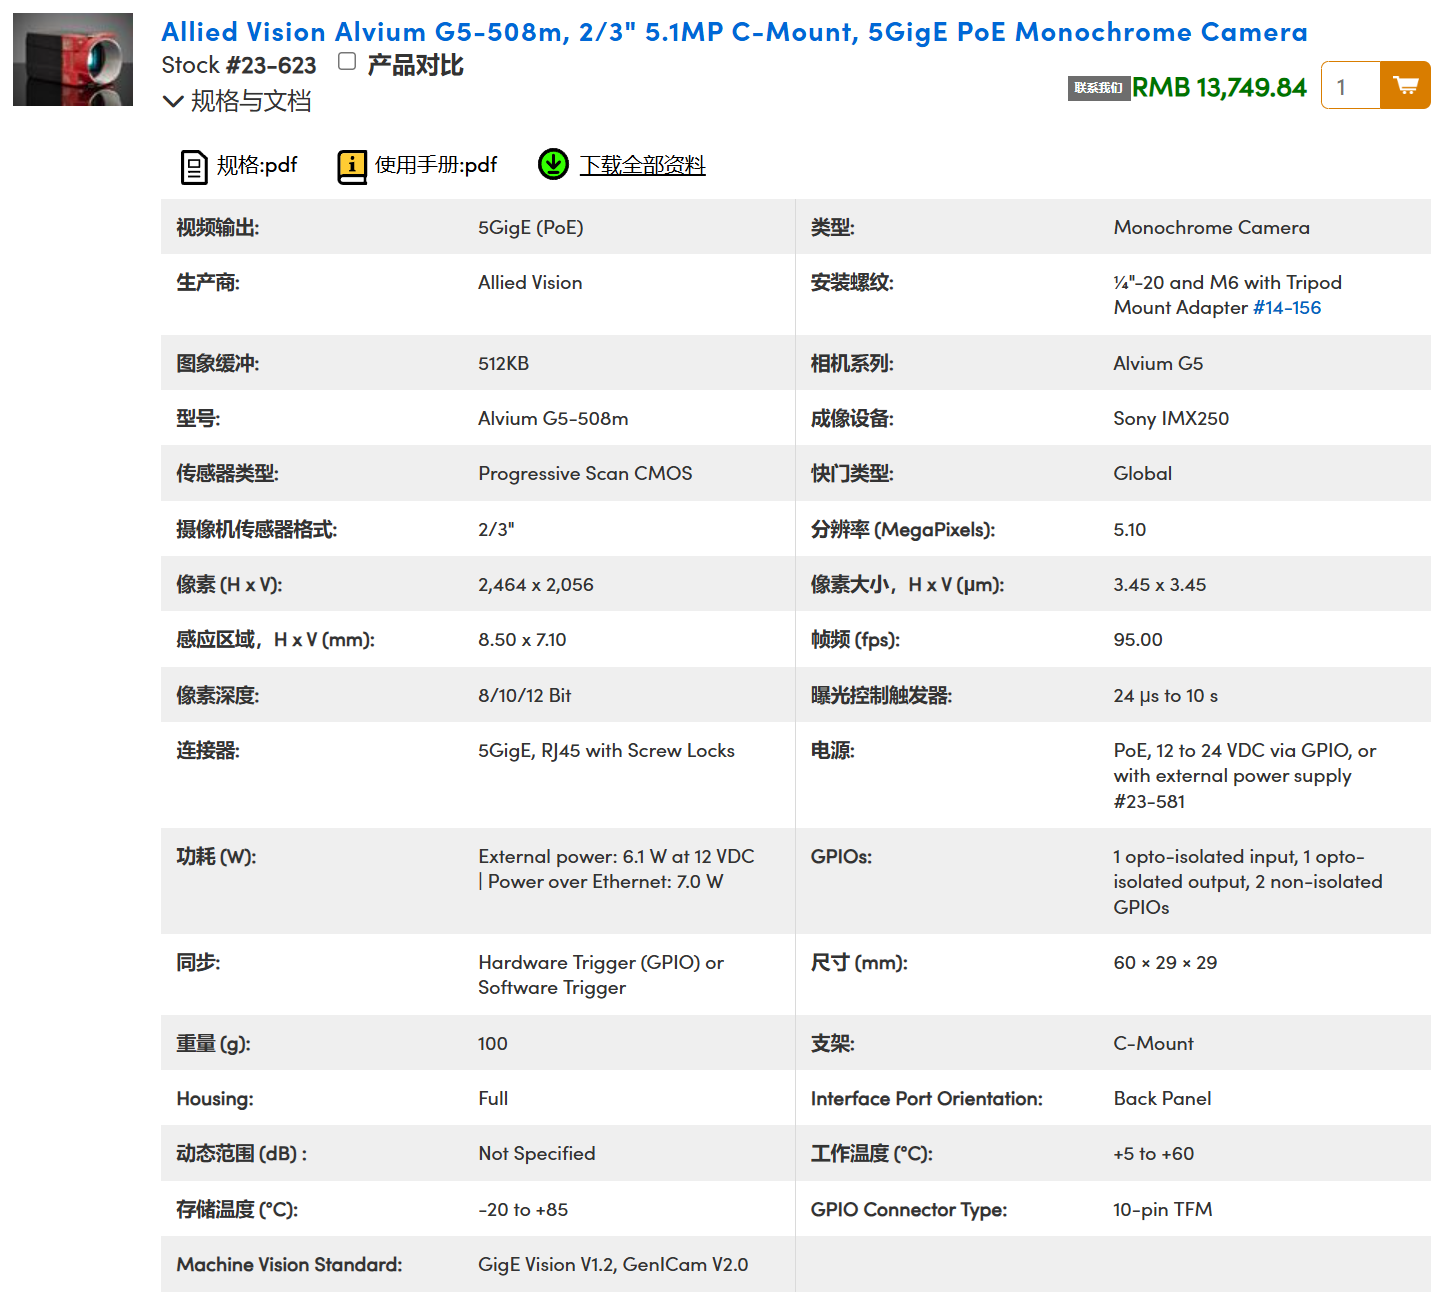 Allied Vision Alvium G5-508m, 2/3" 5.1MP C-Mount, 5GigE PoE Monochrome Camera
Stock #23-623 产品对比
规格与文档
联系我们 RMB 13,749.84 1
规格:pdf 使用手册:pdf 下载全部资料
视频输出: 5GigE (PoE) 类型: Monochrome Camera
生产商: Allied Vision 安装螺纹: ¼"-20 and M6 with Tripod
Mount Adapter #14-156
图象缓冲: 512KB 相机系列: Alvium G5
型号: Alvium G5-508m 成像设备: Sony IMX250
传感器类型: Progressive Scan CMOS 快门类型: Global
摄像机传感器格式: 2/3" 分辨率 (MegaPixels): 5.10
像素 (H x V): 2,464 x 2,056 像素大小，H x V (μm): 3.45 x 3.45
感应区域，H x V (mm): 8.50 x 7.10 帧频 (fps): 95.00
像素深度: 8/10/12 Bit 曝光控制触发器: 24 μs to 10 s
连接器: 5GigE, RJ45 with Screw Locks 电源: PoE, 12 to 24 VDC via GPIO, or
with external power supply
#23-581
功耗 (W): External power: 6.1 W at 12 VDC GPIOs: 1 opto-isolated input, 1 opto-
| Power over Ethernet: 7.0 W isolated output, 2 non-isolated
GPIOs
同步: Hardware Trigger (GPIO) or 尺寸 (mm): 60 × 29 × 29
Software Trigger
重量 (g): 100 支架: C-Mount
Housing: Full Interface Port Orientation: Back Panel
动态范围 (dB) : Not Specified 工作温度 (°C): +5 to +60
存储温度 (°C): -20 to +85 GPIO Connector Type: 10-pin TFM
Machine Vision Standard: GigE Vision V1.2, GenICam V2.0